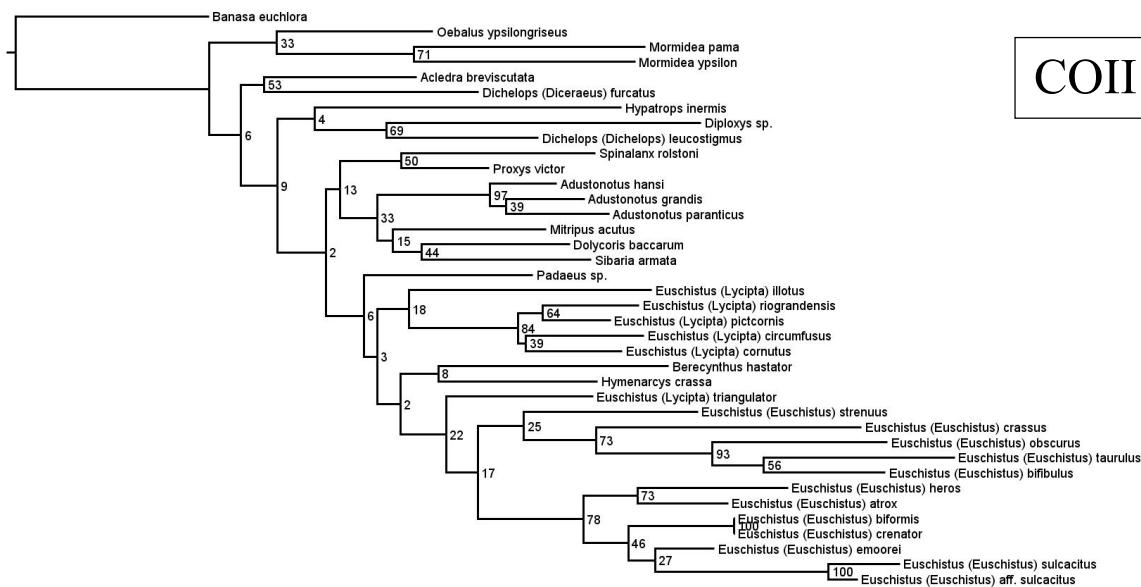 Banasa euchlora
Oebalus ypsilongriseus
33
Mormidea pama
71
Mormidea ypsilon
COII
Acledra breviscutata
53
Dichelops (Diceraeus) furcatus
Hypatrops inermis
4
Diploxys sp.
69
6
Dichelops (Dichelops) leucostigmus
Spinalanx rolstoni
50
Proxys victor
9
13
Adustonotus hansi
97
Adustonotus grandis
39
Adustonotus paranticus
33
Mitripus acutus
15
Dolycoris baccarum
44
2
Sibaria armata
Padaeus sp.
Euschistus (Lycipta) illotus
18
Euschistus (Lycipta) riograndensis
64
6
Euschistus (Lycipta) pictcornis
84
Euschistus (Lycipta) circumfusus
39
Euschistus (Lycipta) cornutus
3
Berecynthus hastator
8
Hymenarcys crassa
Euschistus (Lycipta) triangulator
2
Euschistus (Euschistus) strenuus
25
Euschistus (Euschistus) crassus
22
73
Euschistus (Euschistus) obscurus
93
Euschistus (Euschistus) taurulus
56
Euschistus (Euschistus) bifibulus
17
Euschistus (Euschistus) heros
73
Euschistus (Euschistus) atrox
78
Euschistus (Euschistus) biformis
100
Euschistus (Euschistus) crenator
46
Euschistus (Euschistus) emoorei
27
Euschistus (Euschistus) sulcacitus
100
Euschistus (Euschistus) aff. sulcacitus